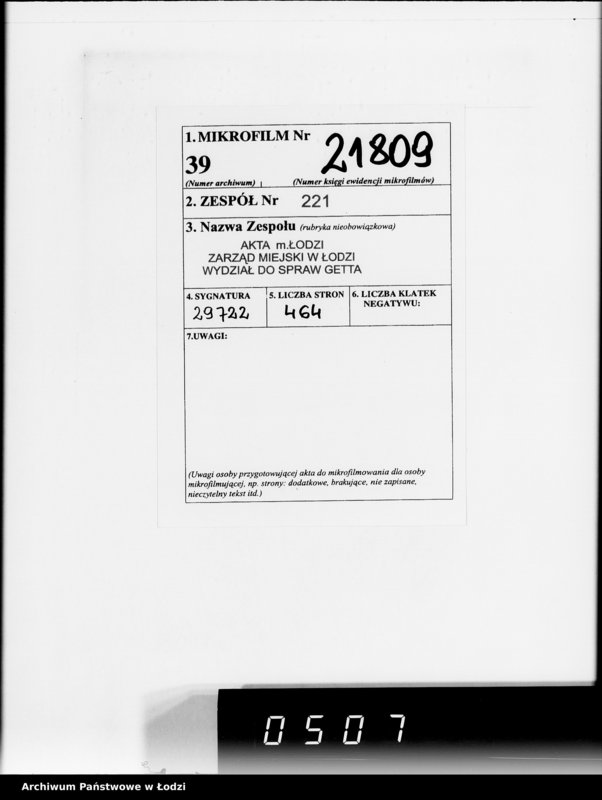 1. MIKROFILM Nr 21809
39
(Numer archiwum) (Numer księgi ewidencji mikrofilmów)
2. ZESPÓŁ Nr 221
3. Nazwa Zespołu (rubryka nieobowiązkowa)
AKTA m.ŁODZI
ZARZĄD MIEJSKI W ŁODZI
WYDZIAŁ DO SPRAW GETTA
4. SYGNATURA 5. LICZBA STRON 6. LICZBA KLATEK
NEGATYWU:
29722 464
7.UWAGI:
(Uwagi osoby przygotowującej akta do mikrofilmowania dla osoby
mikrofilmującej, np. strony: dodatkowe, brakujące, nie zapisane,
nieczytelny tekst itd.)
0507
Archiwum Państwowe w Łodzi